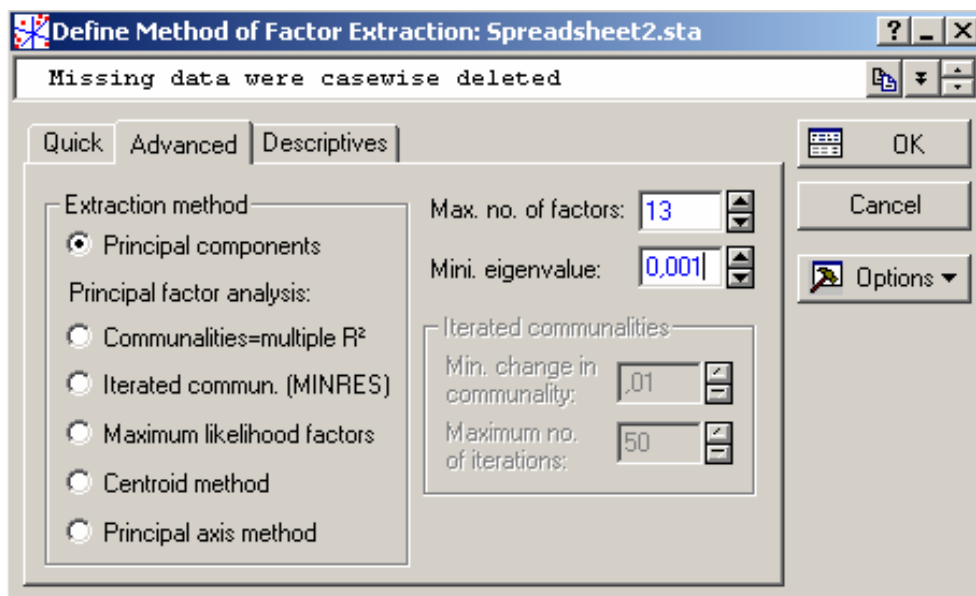 Define Method of Factor Extraction: Spreadsheet2.sta
Missing data were casewise deleted
Quick
Advanced
Descriptives
Extraction method
Principal components
Principal factor analysis:
Communalities=multiple R²
Iterated commun. (MINRES)
Maximum likelihood factors
Centroid method
Principal axis method
Max. no. of factors: 13
Mini. eigenvalue: 0,001
Iterated communalities
Min. change in
communality: ,01
Maximum no.
of iterations: 50
OK
Cancel
Options